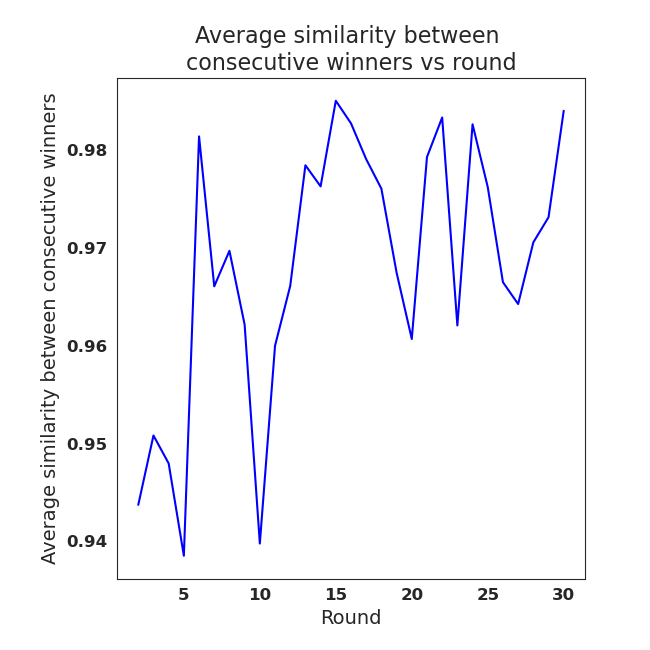 Average similarity between
consecutive winners vs round
Average similarity between consecutive winners
0.98
0.97
0.96
0.95
0.94
5 10 15 20 25 30
Round